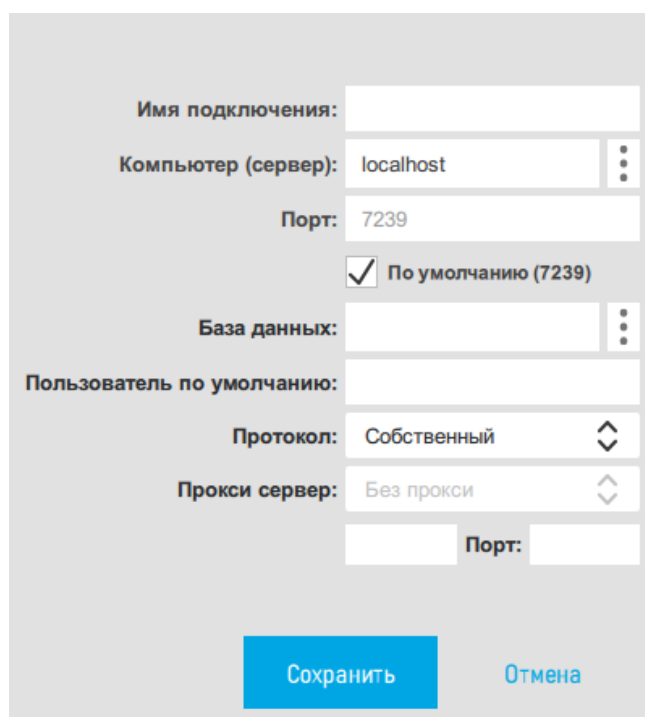 Имя подключения:
Компьютер (сервер): localhost
Порт: 7239
По умолчанию (7239)
База данных:
Пользователь по умолчанию:
Протокол: Собственный
Прокси сервер: Без прокси
Порт:
Сохранить Отмена